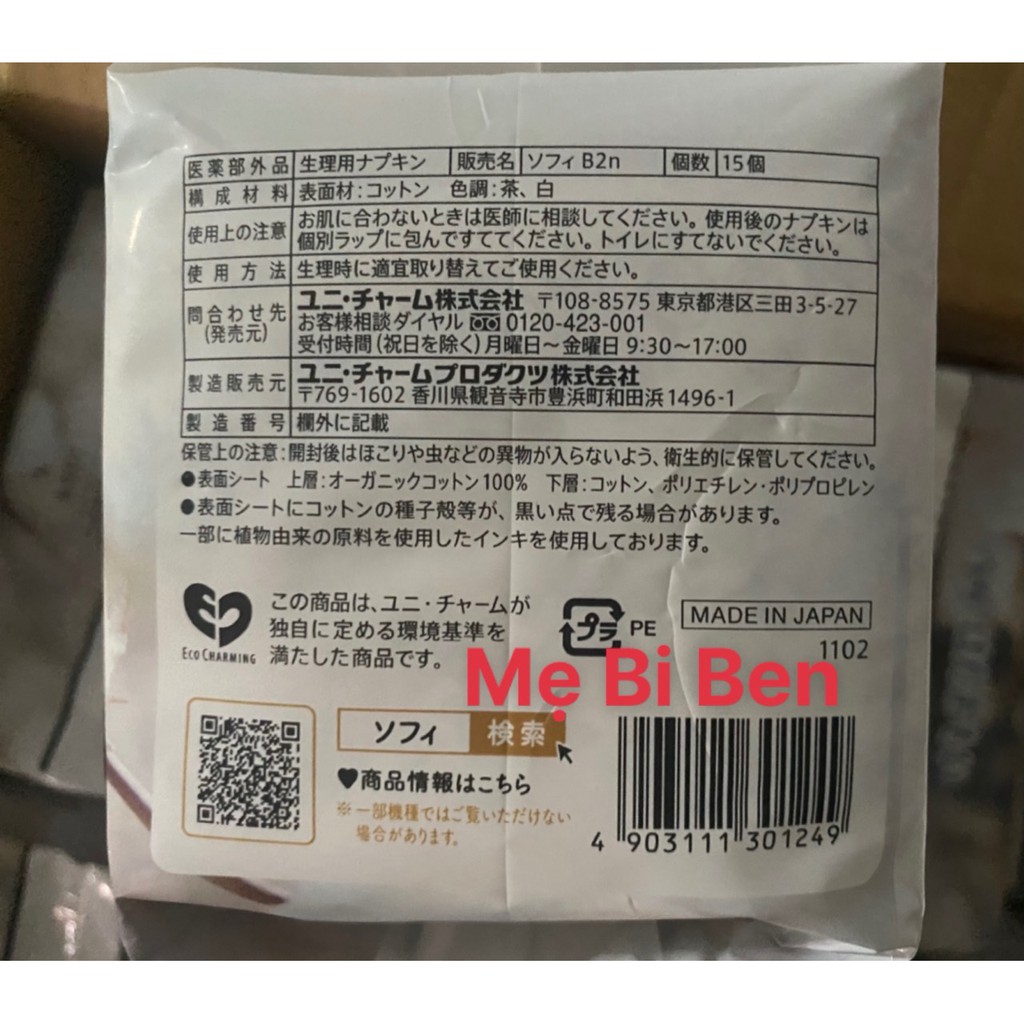 医薬部外品 生理用ナプキン 販売名 ソフィ B2n 個数 15個
構成材料 表面材:コットン 色調:茶、白
使用上の注意 お肌に合わないときは医師に相談してください。使用後のナプキンは
個別ラップに包んですててください。トイレにすてないでください。
使用方法 生理時に適宜取り替えてご使用ください。
問合わせ先 ユニ・チャーム株式会社 〒108-8575 東京都港区三田3-5-27
(発売元) お客様相談ダイヤル 0120-423-001
受付時間(祝日を除く)月曜日~金曜日 9:30~17:00
製造販売元 ユニ・チャームプロダクツ株式会社
〒769-1602 香川県観音寺市豊浜町和田浜1496-1
製造番号 欄外に記載
保管上の注意:開封後はほこりや虫などの異物が入らないよう、衛生的に保管してください。
●表面シート 上層:オーガニックコットン100% 下層:コットン、ポリエチレン・ポリプロピレン
●表面シートにコットンの種子殻等が、黒い点で残る場合があります。
一部に植物由来の原料を使用したインキを使用しております。
ECO CHARMING
この商品は、ユニ・チャームが
独自に定める環境基準を
満たした商品です。
プラ PE
MADE IN JAPAN
1102
Mẹ Bi Ben
ソフィ 検索
♥商品情報はこちら
※一部機種ではご覧いただけない
場合があります。
4 903111 301249